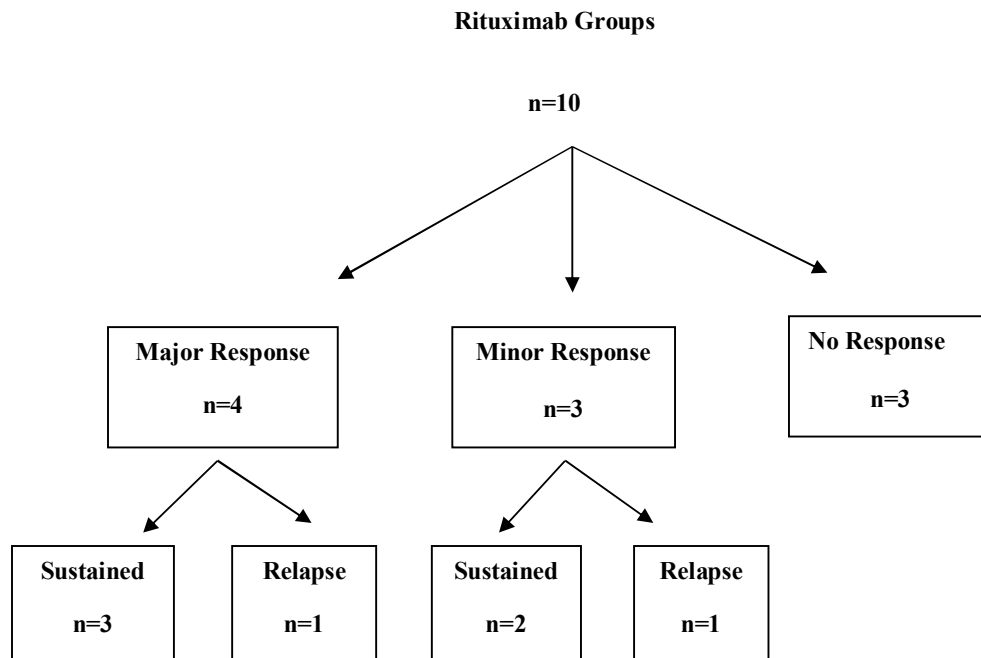 Rituximab Groups
n=10
Major Response
n=4
Minor Response
n=3
No Response
n=3
Sustained
n=3
Relapse
n=1
Sustained
n=2
Relapse
n=1